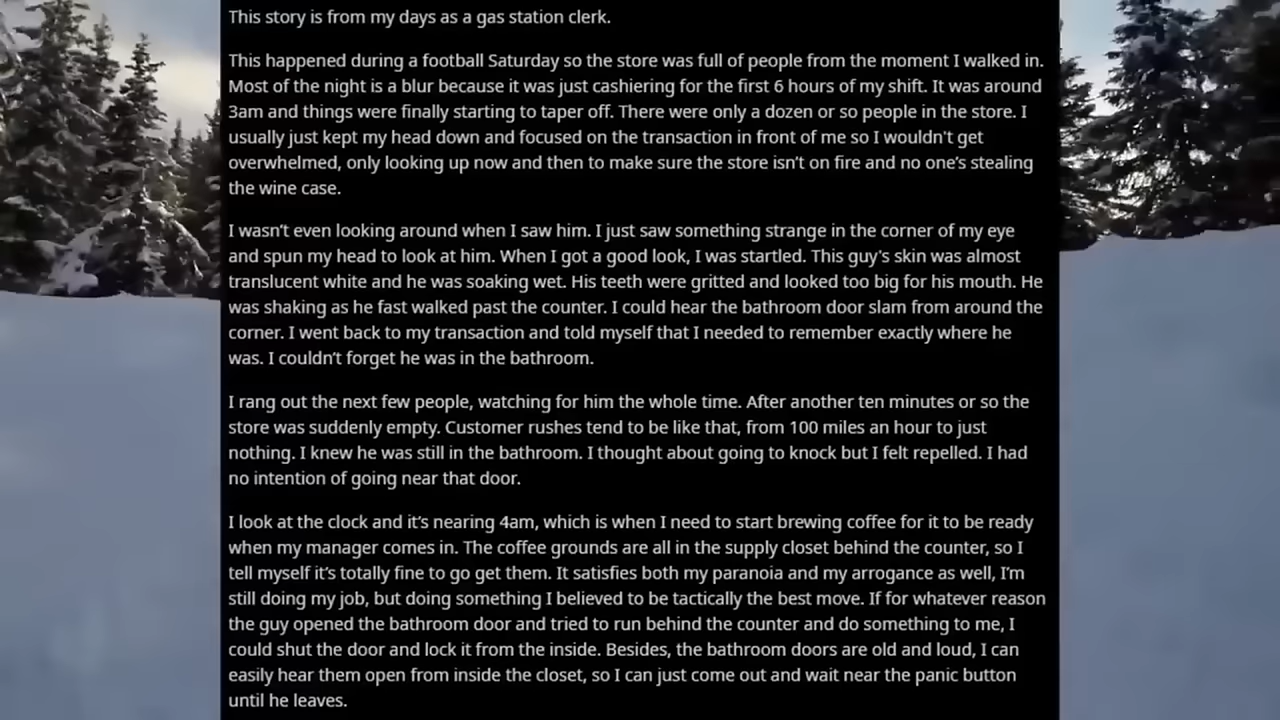 This story is from my days as a gas station clerk.
This happened during a football Saturday so the store was full of people from the moment I walked in.
Most of the night is a blur because it was just cashiering for the first 6 hours of my shift. It was around
3am and things were finally starting to taper off. There were only a dozen or so people in the store. I
usually just kept my head down and focused on the transaction in front of me so I wouldn't get
overwhelmed, only looking up now and then to make sure the store isn't on fire and no one's stealing
the wine case.
I wasn't even looking around when I saw him. I just saw something strange in the corner of my eye
and spun my head to look at him. When I got a good look, I was startled. This guy's skin was almost
translucent white and he was soaking wet. His teeth were gritted and looked too big for his mouth. He
was shaking as he fast walked past the counter. I could hear the bathroom door slam from around the
corner. I went back to my transaction and told myself that I needed to remember exactly where he
was. I couldn't forget he was in the bathroom.
I rang out the next few people, watching for him the whole time. After another ten minutes or so the
store was suddenly empty. Customer rushes tend to be like that, from 100 miles an hour to just
nothing. I knew he was still in the bathroom. I thought about going to knock but I felt repelled. I had
no intention of going near that door.
I look at the clock and it's nearing 4am, which is when I need to start brewing coffee for it to be ready
when my manager comes in. The coffee grounds are all in the supply closet behind the counter, so I
tell myself it's totally fine to go get them. It satisfies both my paranoia and my arrogance as well, I'm
still doing my job, but doing something I believed to be tactically the best move. If for whatever reason
the guy opened the bathroom door and tried to run behind the counter and do something to me, I
could shut the door and lock it from the inside. Besides, the bathroom doors are old and loud, I can
easily hear them open from inside the closet, so I can just come out and wait near the panic button
until he leaves.